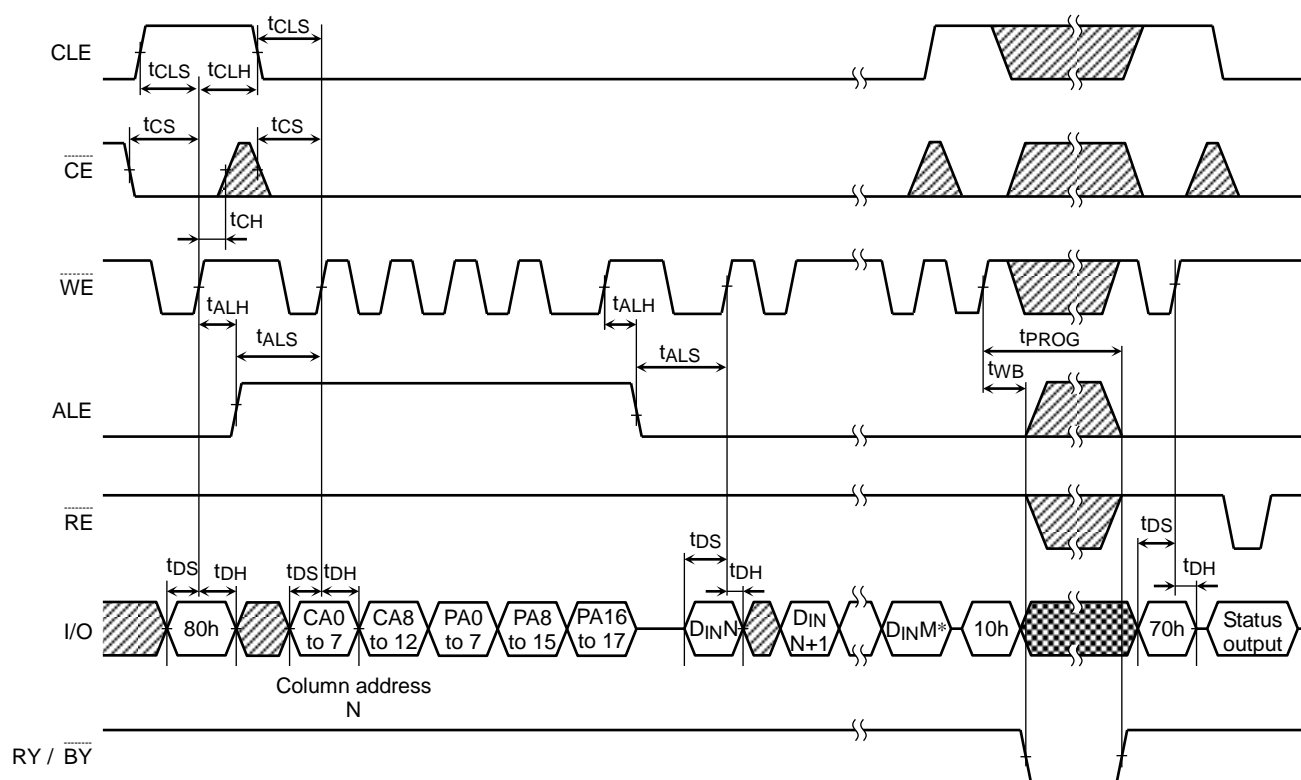 tCLS
CLE
tCLS tCLH
tCS tCS
CE
tCH
WE
tALH tALH
tALS tALS tPROG
tWB
ALE
RE
tDS tDH tDS tDH tDS tDH tDS tDH
I/O 80h CA0 to 7 CA8 to 12 PA0 to 7 PA8 to 15 PA16 to 17 DINN DIN N+1 DINM* 10h 70h Status output
Column address
N
RY / BY